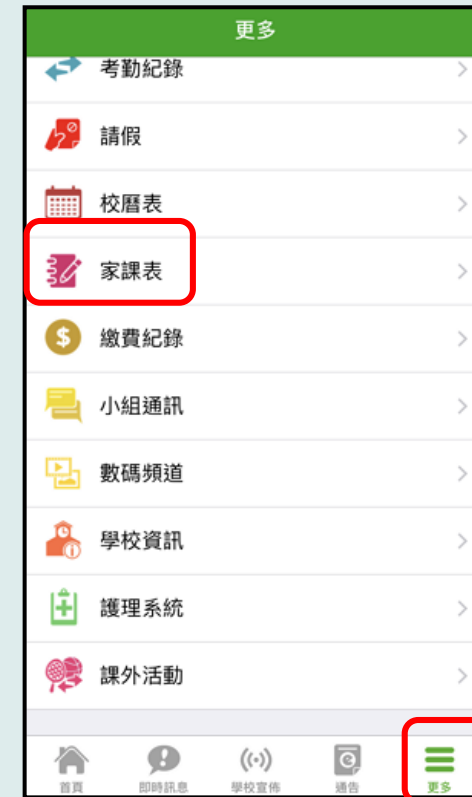 更多
考勤紀錄
請假
校曆表
家課表
繳費紀錄
小組通訊
數碼頻道
學校資訊
護理系統
課外活動
首頁 即時訊息 學校宣佈 通告 更多